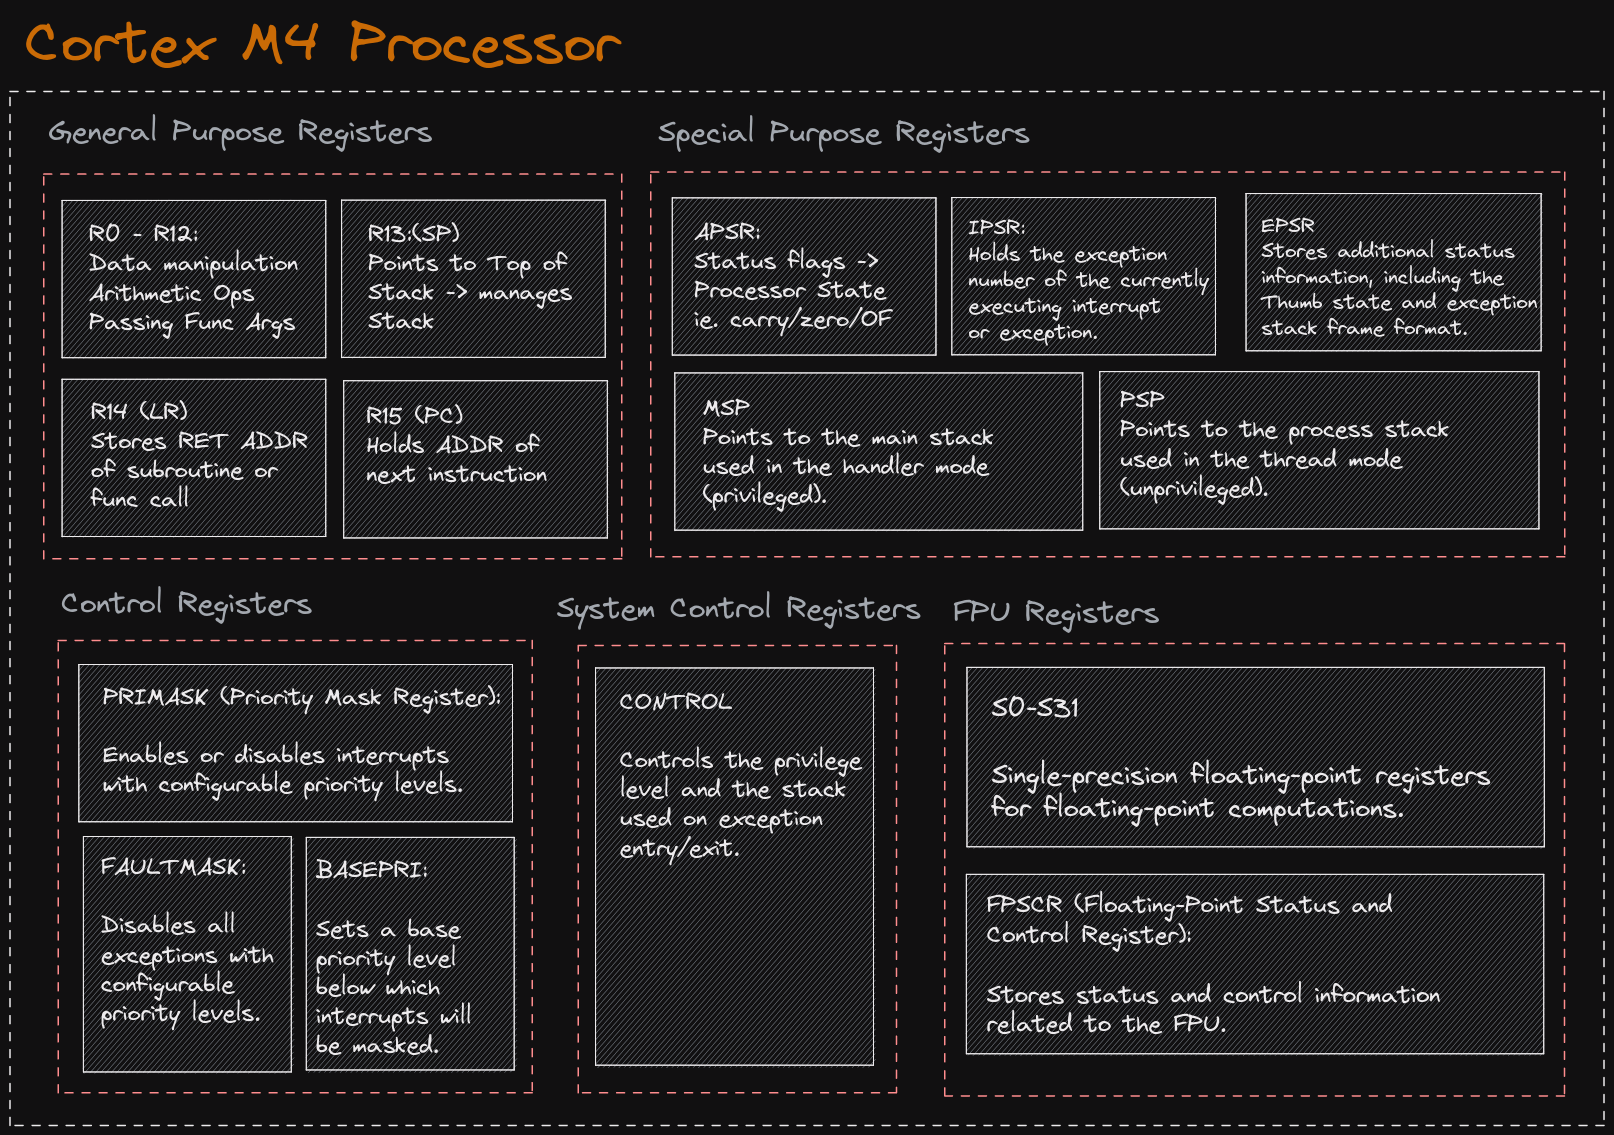 Cortex M4 Processor
General Purpose Registers
R0 - R12:
Data manipulation
Arithmetic Ops
Passing Func Args
R13:(SP)
Points to Top of
Stack -> manages
Stack
R14 (LR)
Stores RET ADDR
of subroutine or
func call
R15 (PC)
Holds ADDR of
next instruction
Special Purpose Registers
APSR:
Status flags ->
Processor State
ie. carry/zero/OF
IPSR:
Holds the exception
number of the currently
executing interrupt
or exception.
EPSR
Stores additional status
information, including the
Thumb state and exception
stack frame format.
MSP
Points to the main stack
used in the handler mode
(privileged).
PSP
Points to the process stack
used in the thread mode
(unprivileged).
Control Registers
PRIMASK (Priority Mask Register):
Enables or disables interrupts
with configurable priority levels.
FAULTMASK:
Disables all
exceptions with
configurable
priority levels.
BASEPRI:
Sets a base
priority level
below which
interrupts will
be masked.
System Control Registers
CONTROL
Controls the privilege
level and the stack
used on exception
entry/exit.
FPU Registers
S0-S31
Single-precision floating-point registers
for floating-point computations.
FPSCR (Floating-Point Status and
Control Register):
Stores status and control information
related to the FPU.